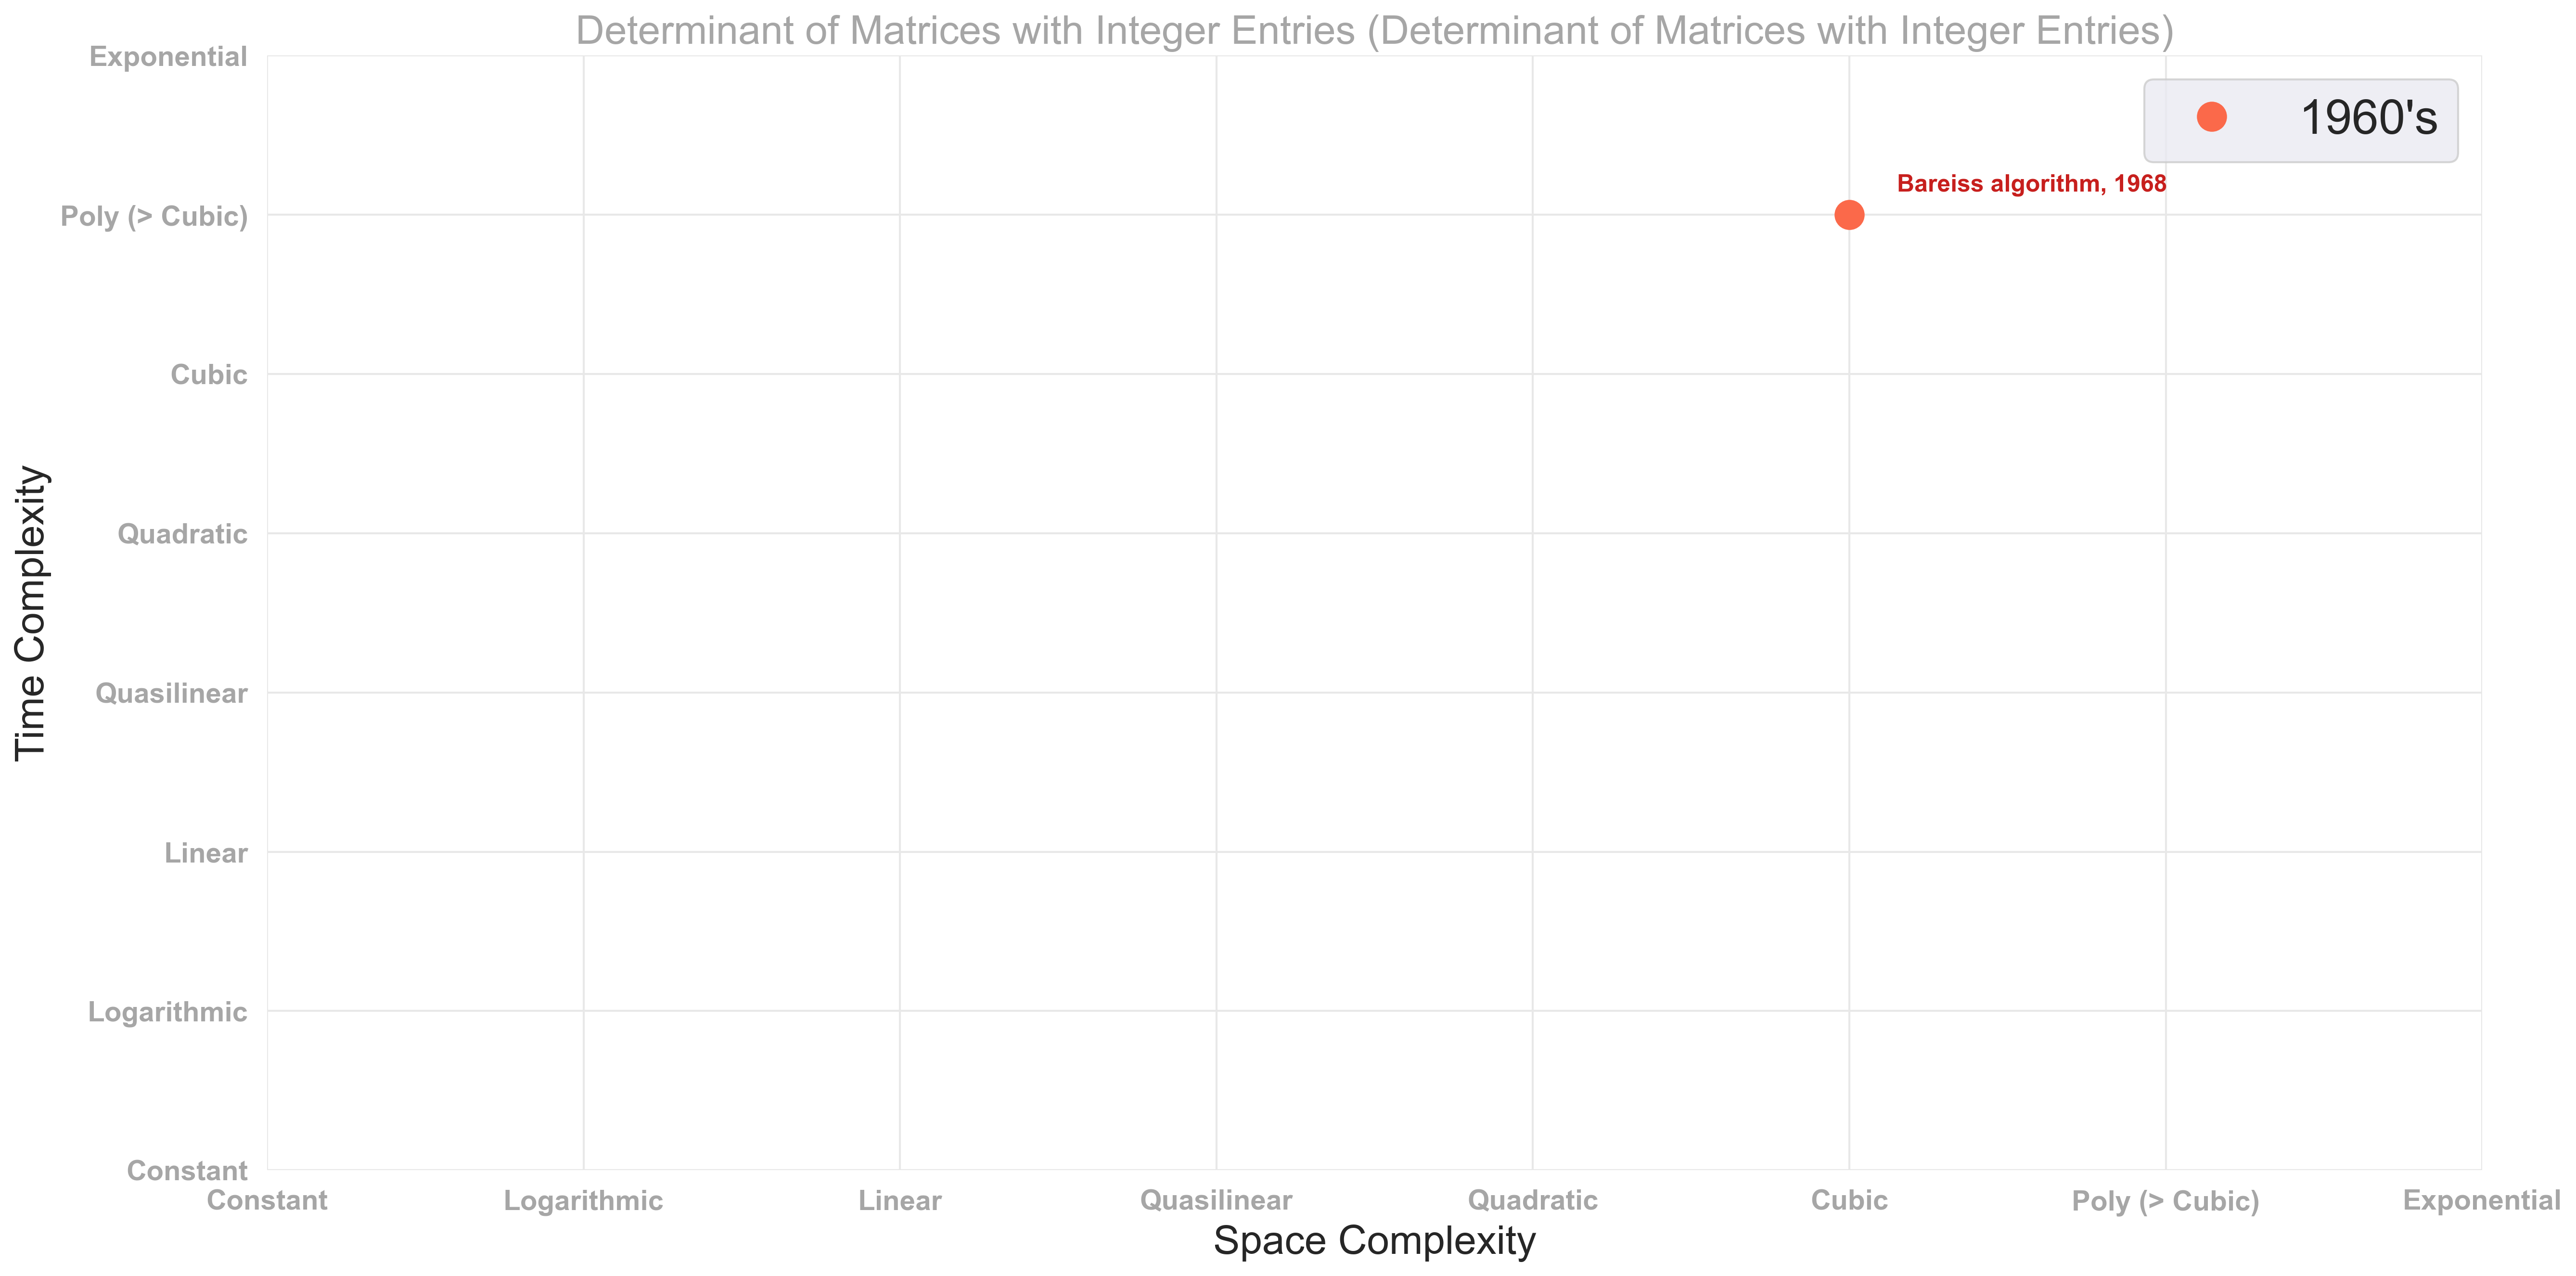 Determinant of Matrices with Integer Entries (Determinant of Matrices with Integer Entries)
Exponential
1960's
Bareiss algorithm, 1968
Poly (> Cubic)
Cubic
Quadratic
Time Complexity
Quasilinear
Linear
Logarithmic
Constant
Constant Logarithmic Linear Quasilinear Quadratic Cubic Poly (> Cubic) Exponential
Space Complexity